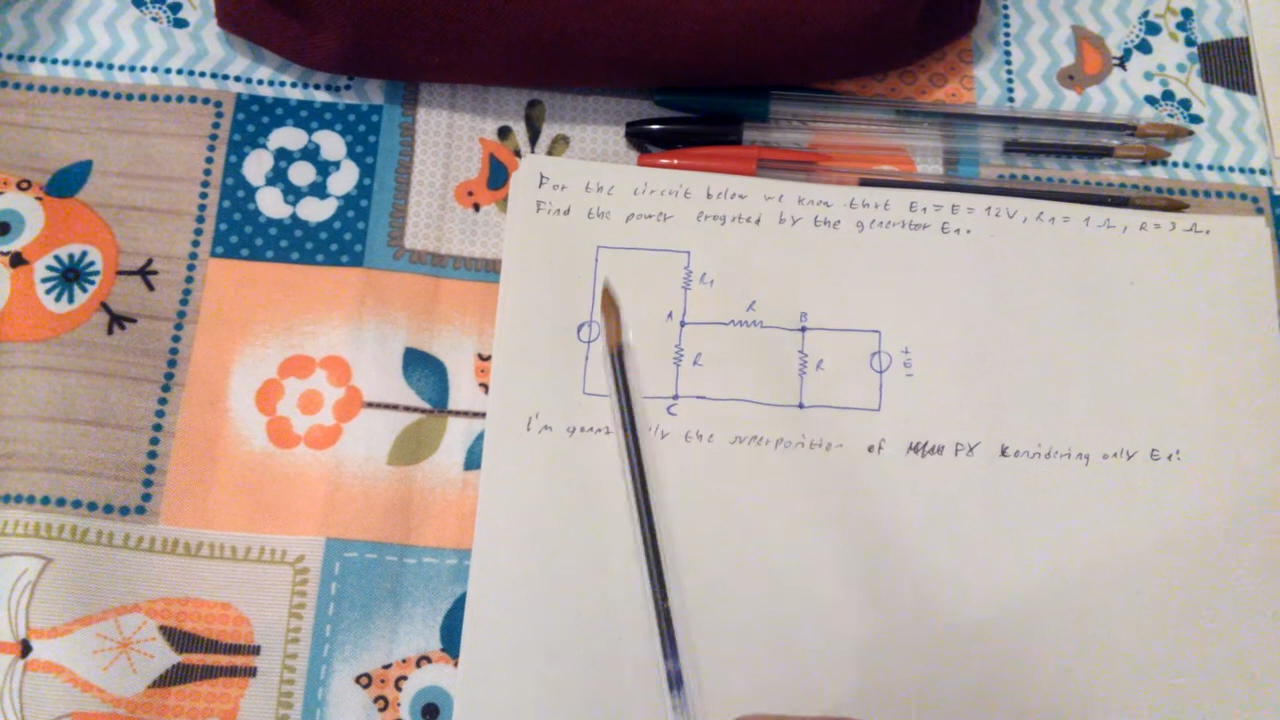 For the circuit below we know that E1 = E = 12V, R1 = 1 Ω, R = 3 Ω.
Find the power erogated by the generator E1.
R1
R
A
B
R
R
+
E
-
C
I'm the superposition of PX considering only E1: